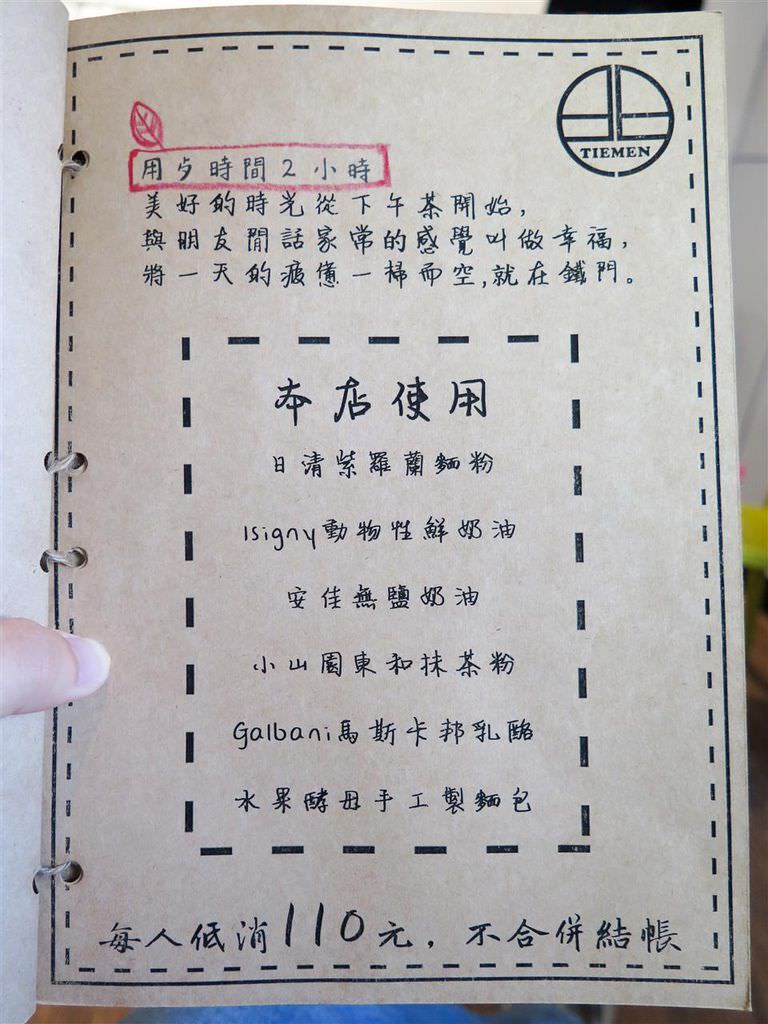 TIEMEN
用歺時間2小時
美好的時光從下午茶開始,
與朋友閒話家常的感覺叫做幸福,
將一天的疲憊一掃而空,就在鐵門。
本店使用
日清紫羅蘭麵粉
Isigny動物性鮮奶油
安佳無鹽奶油
小山園東和抹茶粉
Galbani馬斯卡邦乳酪
水果酵母手工製麵包
每人低消110元,不合併結帳